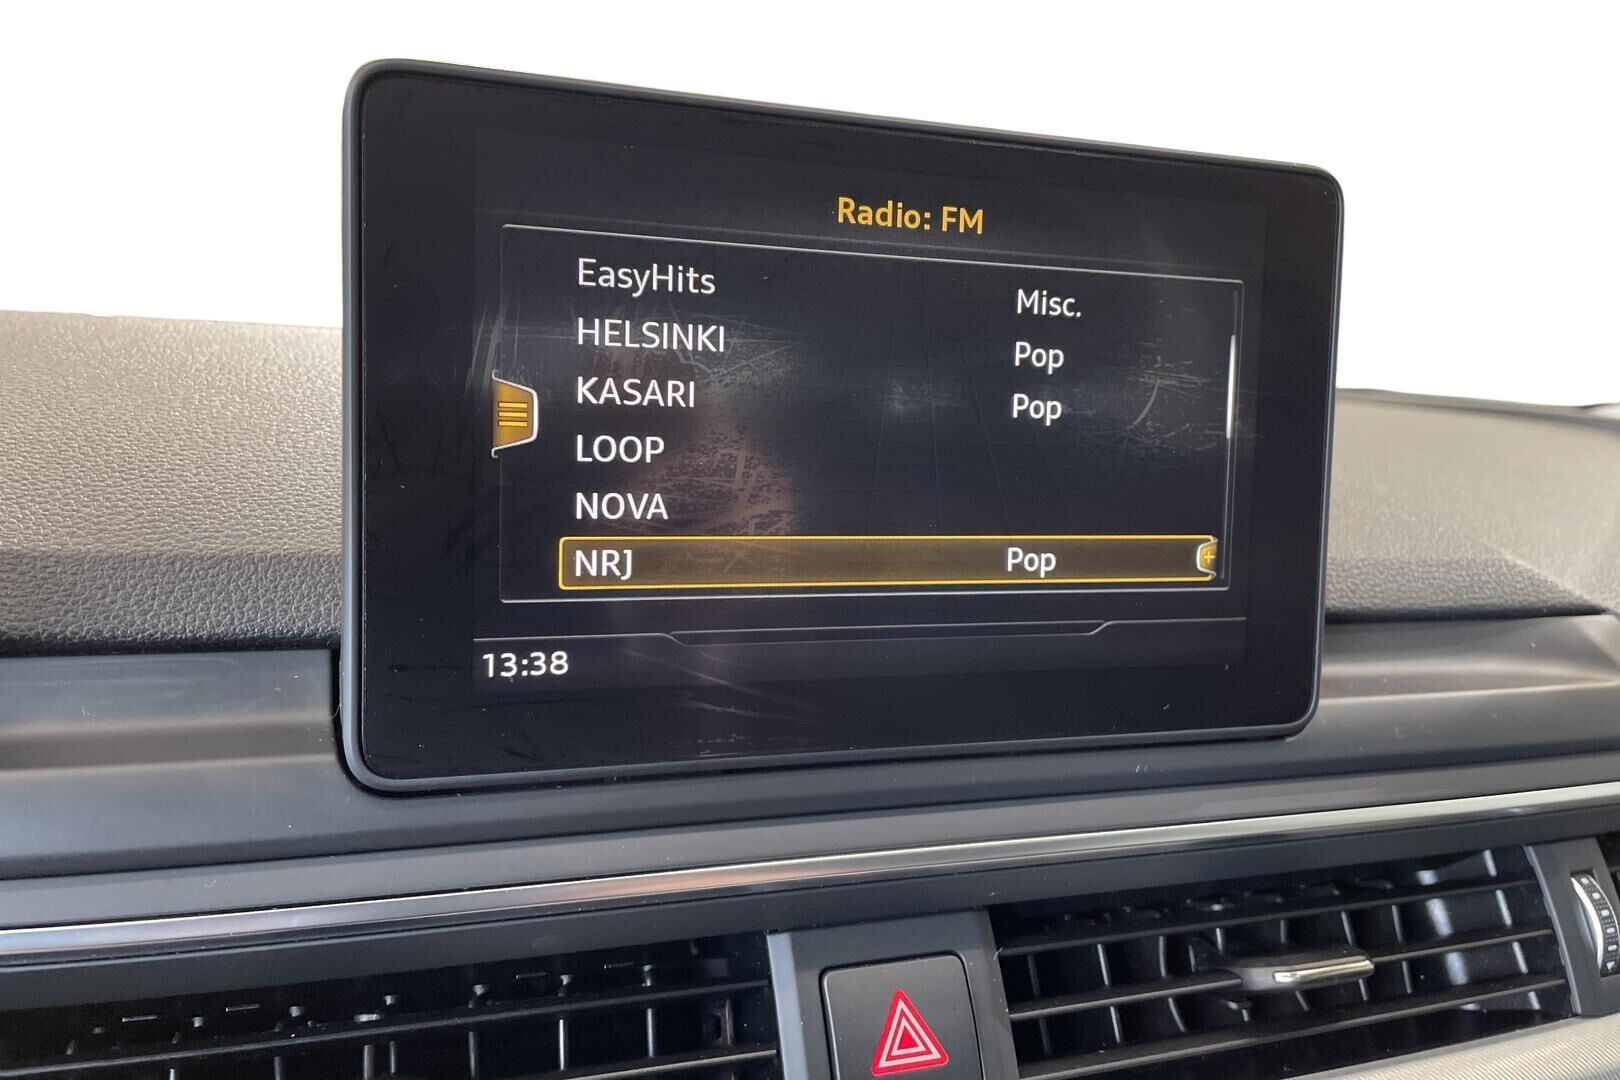 Radio: FM
EasyHits Misc.
HELSINKI Pop
KASARI Pop
LOOP
NOVA
NRJ Pop
13:38